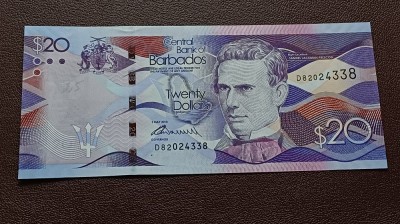 $20
Central
Bank of
Barbados
D82024338
Twenty
Dollars
D82024338
$20